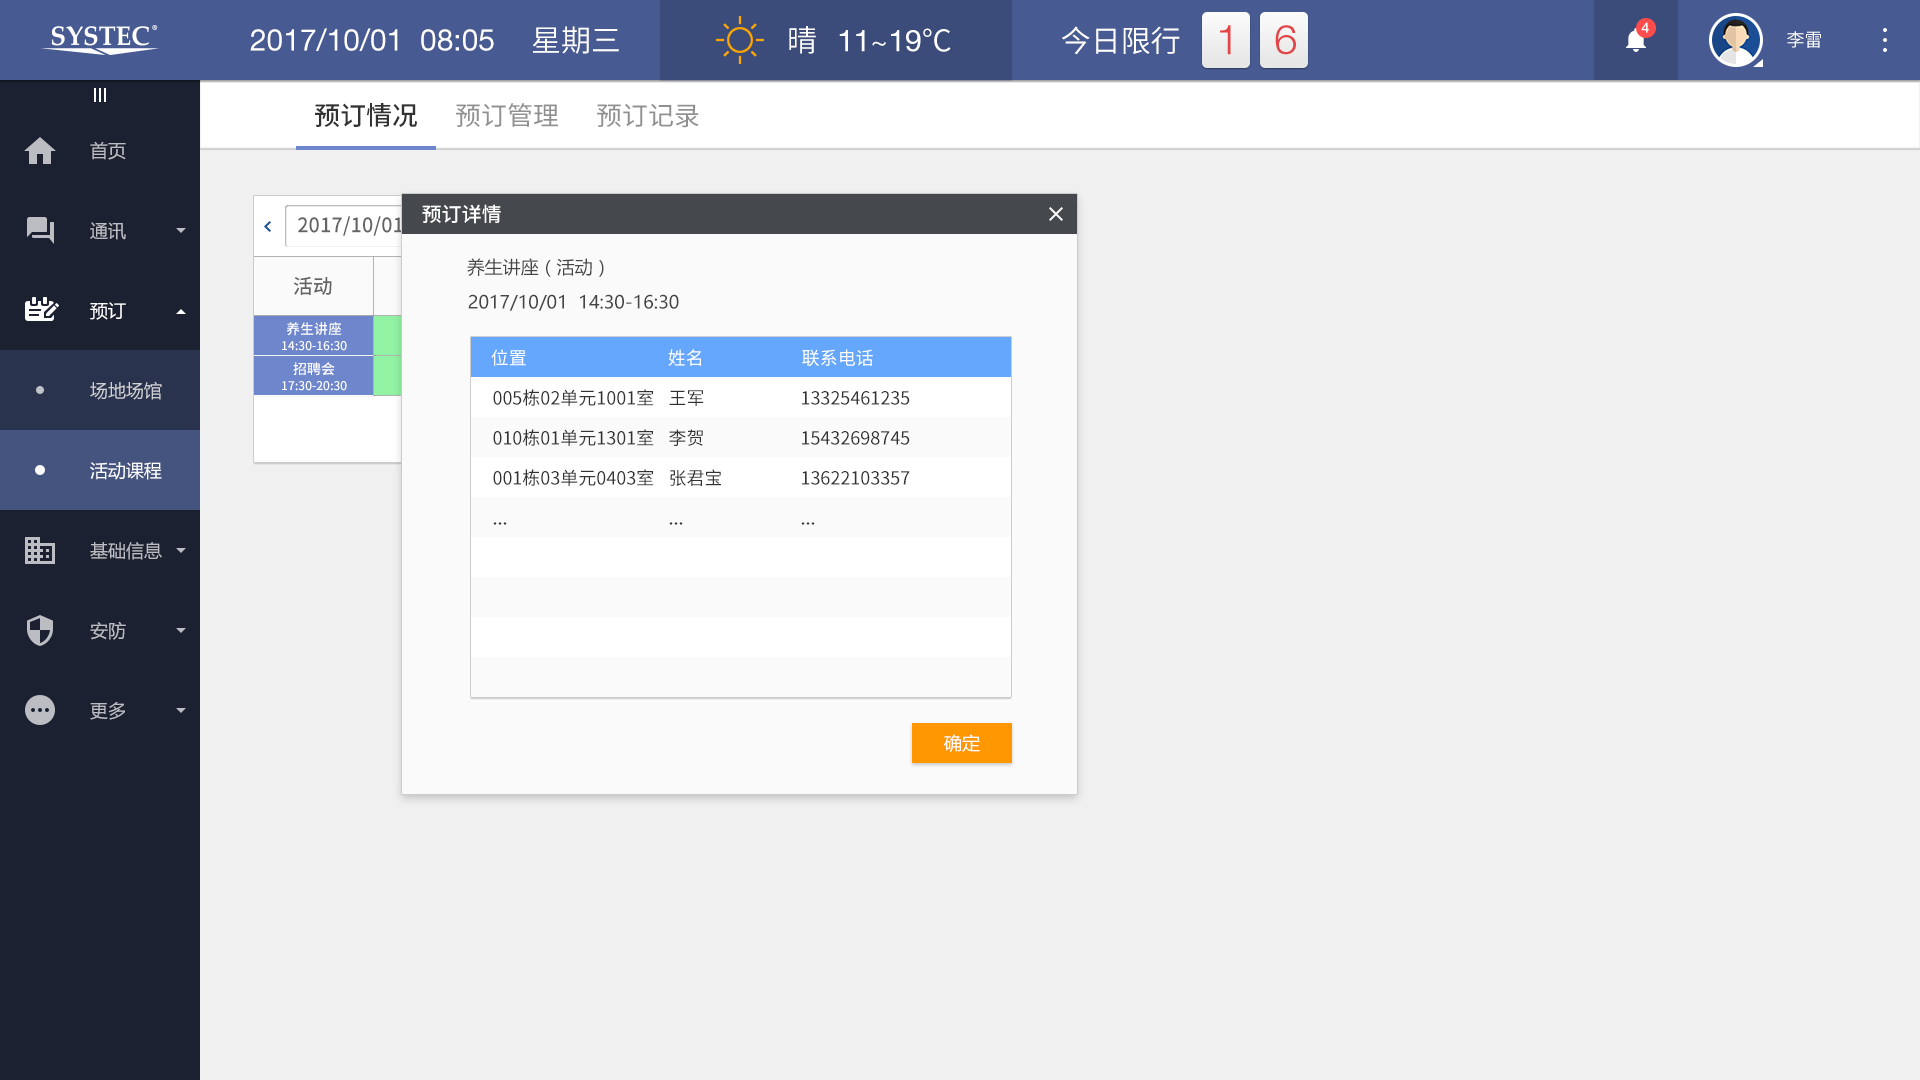 SYSTEC®
2017/10/01 08:05 星期三
晴 11~19℃
今日限行 1 6
4
李雷
首页
通讯
预订
场地场馆
活动课程
基础信息
安防
更多
预订情况 预订管理 预订记录
2017/10/01
活动
养生讲座
14:30-16:30
招聘会
17:30-20:30
预订详情
养生讲座（活动）
2017/10/01 14:30-16:30
位置 姓名 联系电话
005栋02单元1001室 王军 13325461235
010栋01单元1301室 李贺 15432698745
001栋03单元0403室 张君宝 13622103357
... ... ...
确定